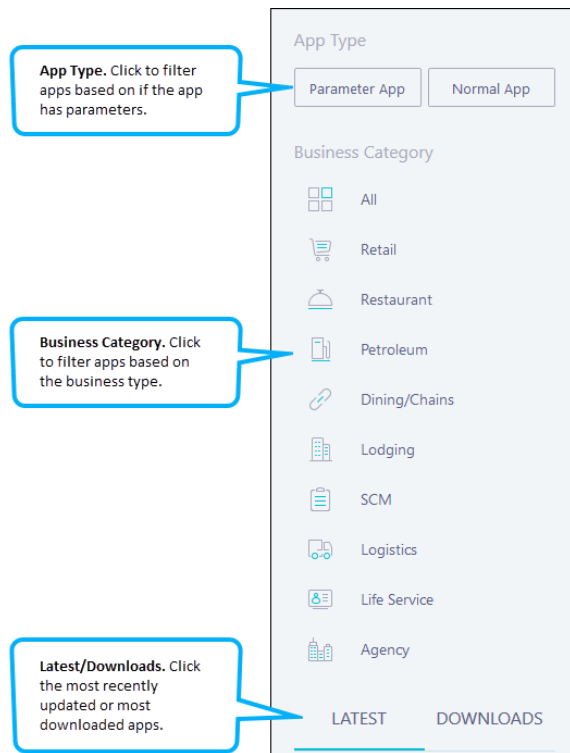 App Type
App Type. Click to filter
apps based on if the app
has parameters.
Parameter App
Normal App
Business Category
All
Retail
Restaurant
Business Category. Click
to filter apps based on
the business type.
Petroleum
Dining/Chains
Lodging
SCM
Logistics
Life Service
Agency
Latest/Downloads. Click
the most recently
updated or most
downloaded apps.
LATEST
DOWNLOADS